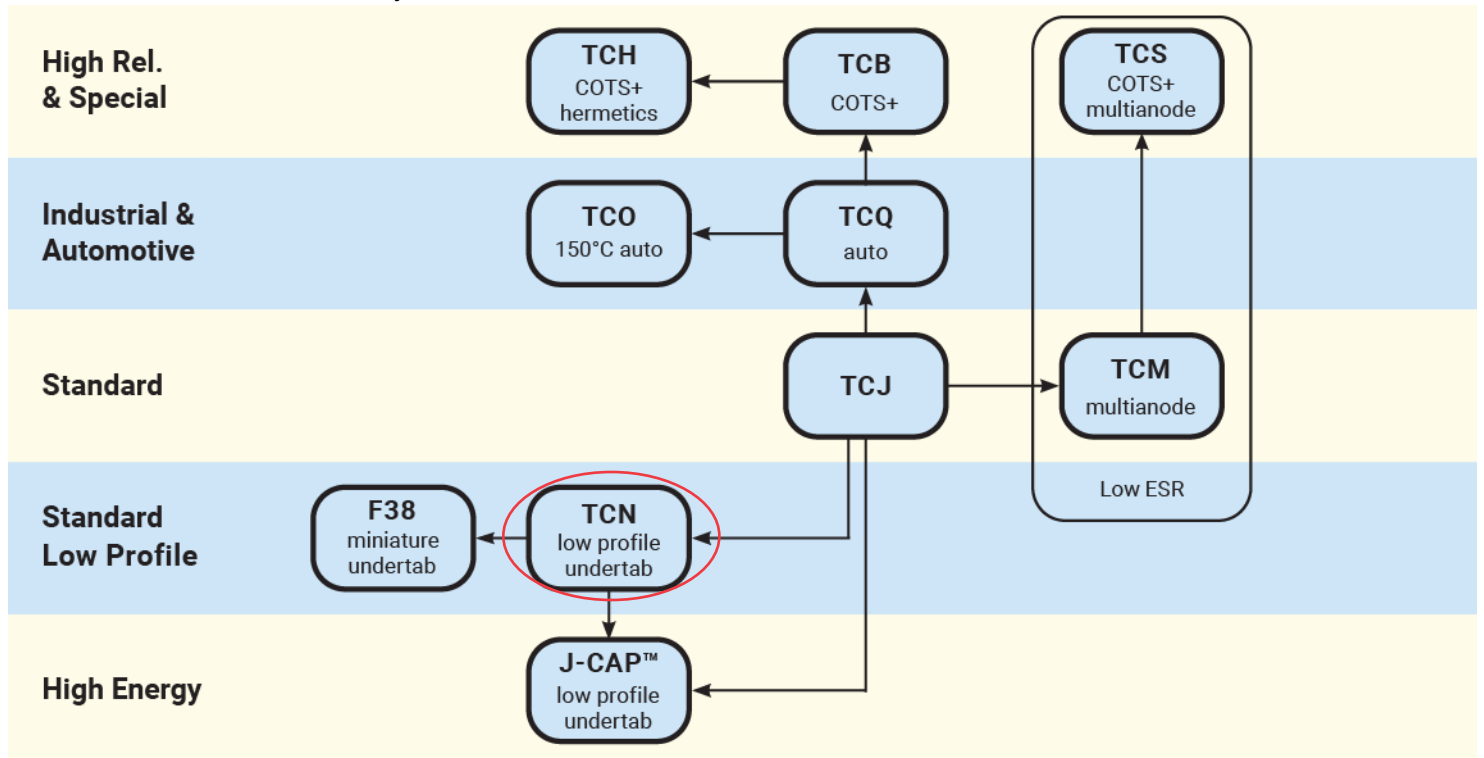 High Rel.
& Special
TCH
COTS+
hermetics
TCB
COTS+
TCS
COTS+
multianode
Industrial &
Automotive
TCO
150°C auto
TCQ
auto
Standard
TCJ
TCM
multianode
Low ESR
Standard
Low Profile
F38
miniature
undertab
TCN
low profile
undertab
High Energy
J-CAP™
low profile
undertab